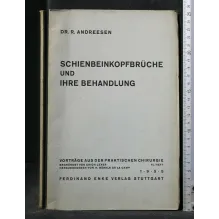 DR. R. ANDREESEN
SCHIENBEINKOPFBRÜCHE
UND
IHRE BEHANDLUNG
VORTRÄGE AUS DER PRAKTISCHEN CHIRURGIE
FERDINAND ENKE VERLAG STUTTGART